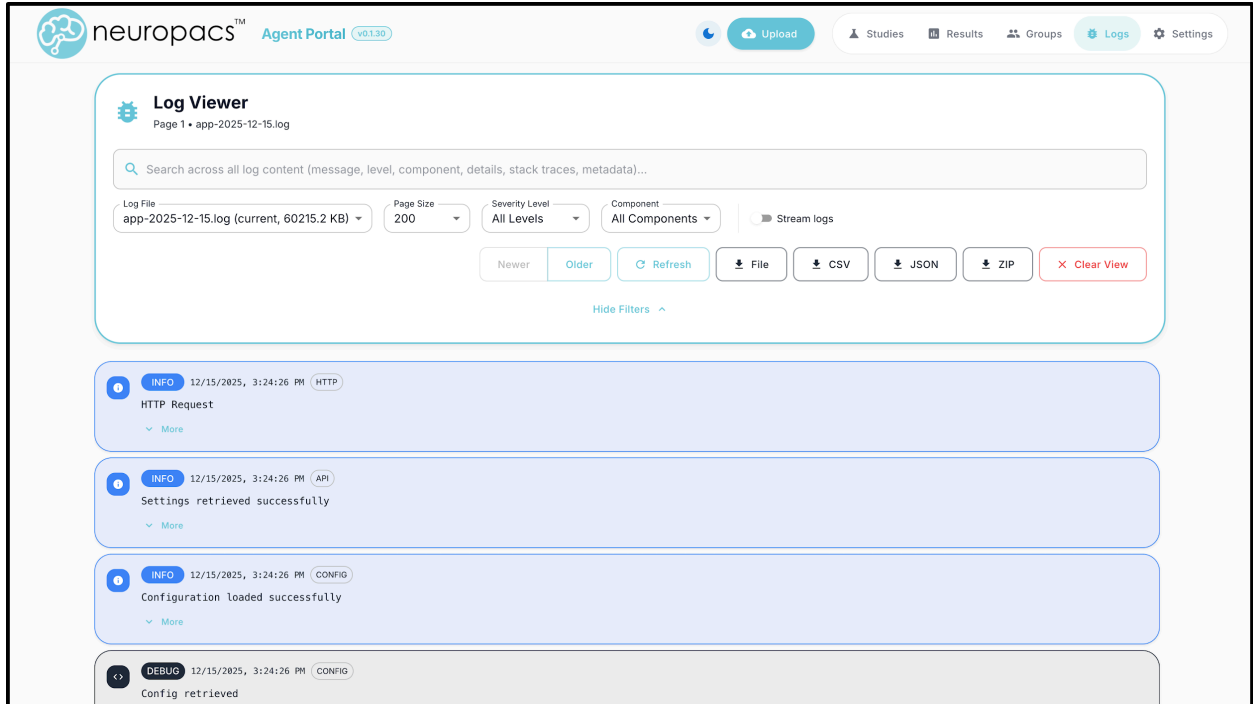 neuropacs™ Agent Portal v0.1.30 Upload Studies Results Groups Logs Settings
Log Viewer
Page 1 • app-2025-12-15.log
Search across all log content (message, level, component, details, stack traces, metadata)...
Log File Page Size Severity Level Component
app-2025-12-15.log (current, 60215.2 KB) 200 All Levels All Components Stream logs
Newer Older Refresh File CSV JSON ZIP Clear View
Hide Filters
INFO 12/15/2025, 3:24:26 PM HTTP
HTTP Request
More
INFO 12/15/2025, 3:24:26 PM API
Settings retrieved successfully
More
INFO 12/15/2025, 3:24:26 PM CONFIG
Configuration loaded successfully
More
DEBUG 12/15/2025, 3:24:26 PM CONFIG
Config retrieved